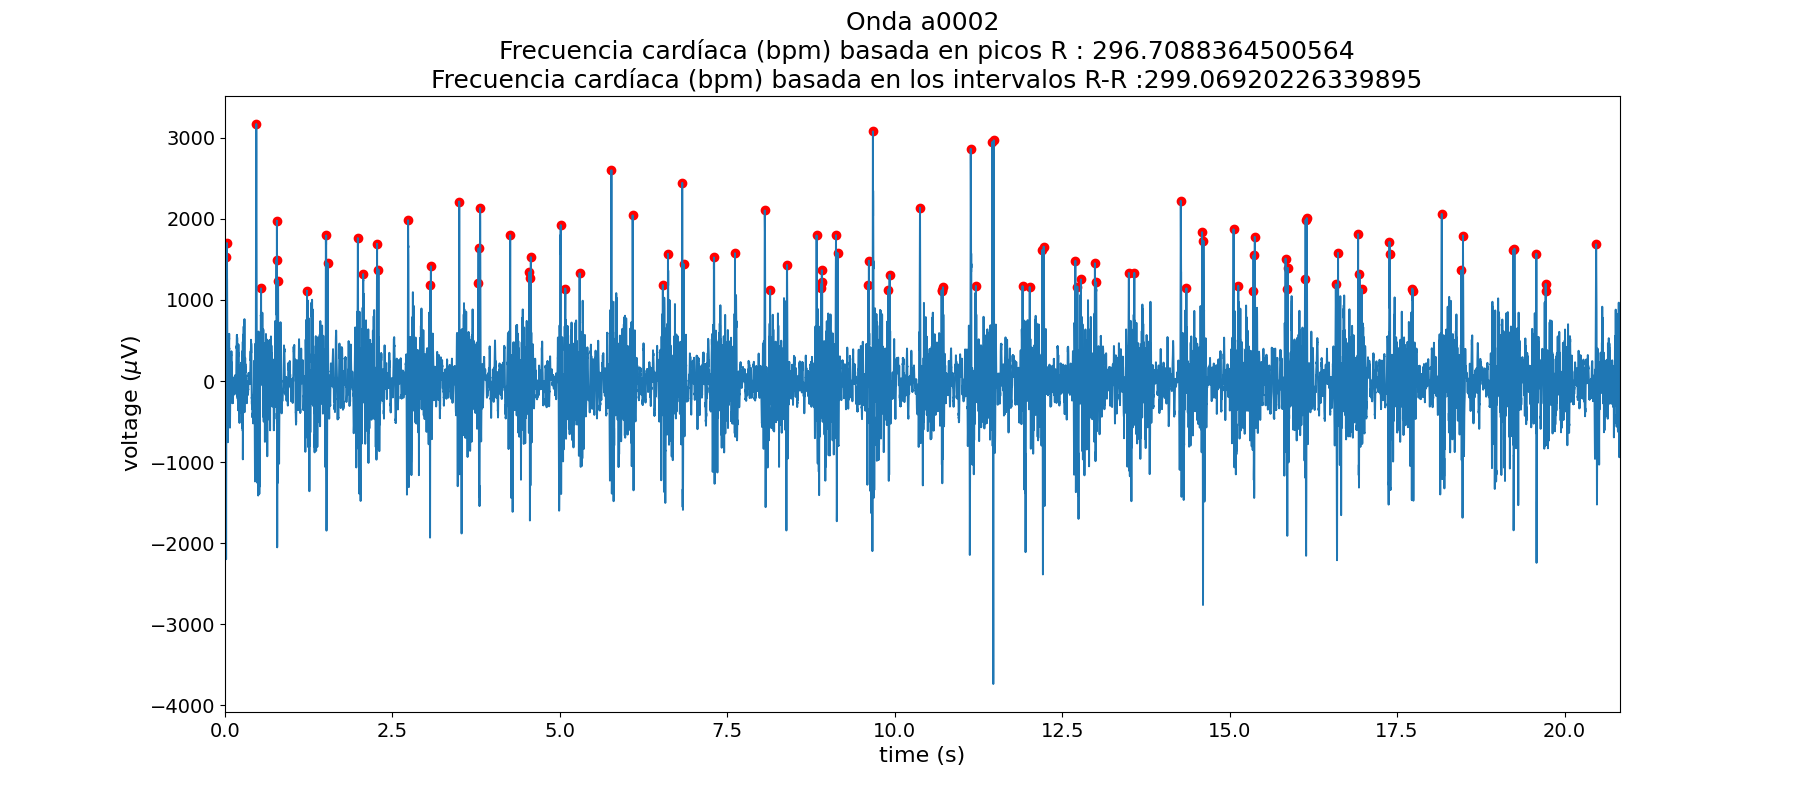 Onda a0002
Frecuencia cardíaca (bpm) basada en picos R : 296.7088364500564
Frecuencia cardíaca (bpm) basada en los intervalos R-R :299.06920226339895
3000
2000
1000
0
−1000
−2000
−3000
−4000
voltage (μV)
0.0 2.5 5.0 7.5 10.0 12.5 15.0 17.5 20.0
time (s)